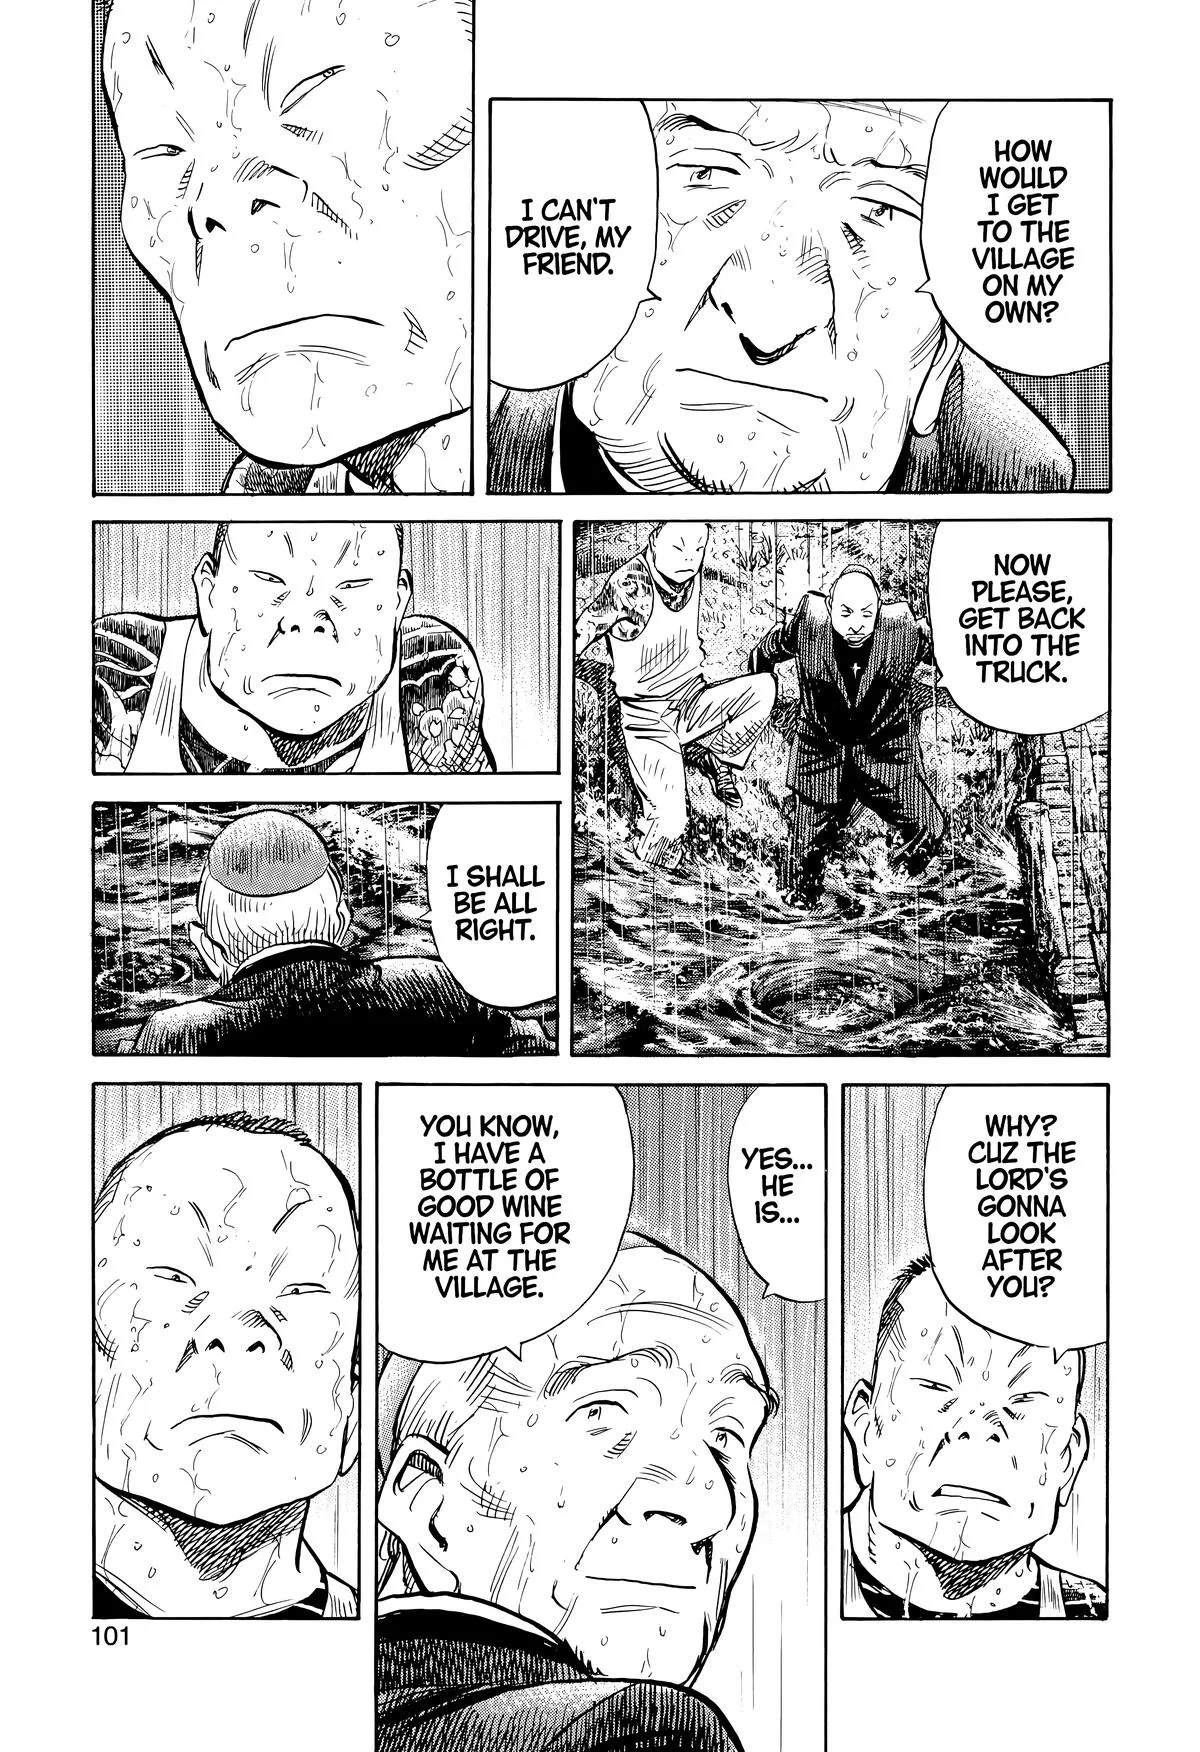 HOW
WOULD
I GET
TO THE
VILLAGE
ON MY
OWN?
I CAN'T
DRIVE, MY
FRIEND.
NOW
PLEASE,
GET BACK
INTO THE
TRUCK.
I SHALL
BE ALL
RIGHT.
WHY?
CUZ THE
LORD'S
GONNA
LOOK
AFTER
YOU?
YES...
HE
IS...
YOU KNOW,
I HAVE A
BOTTLE OF
GOOD WINE
WAITING FOR
ME AT THE
VILLAGE.
101